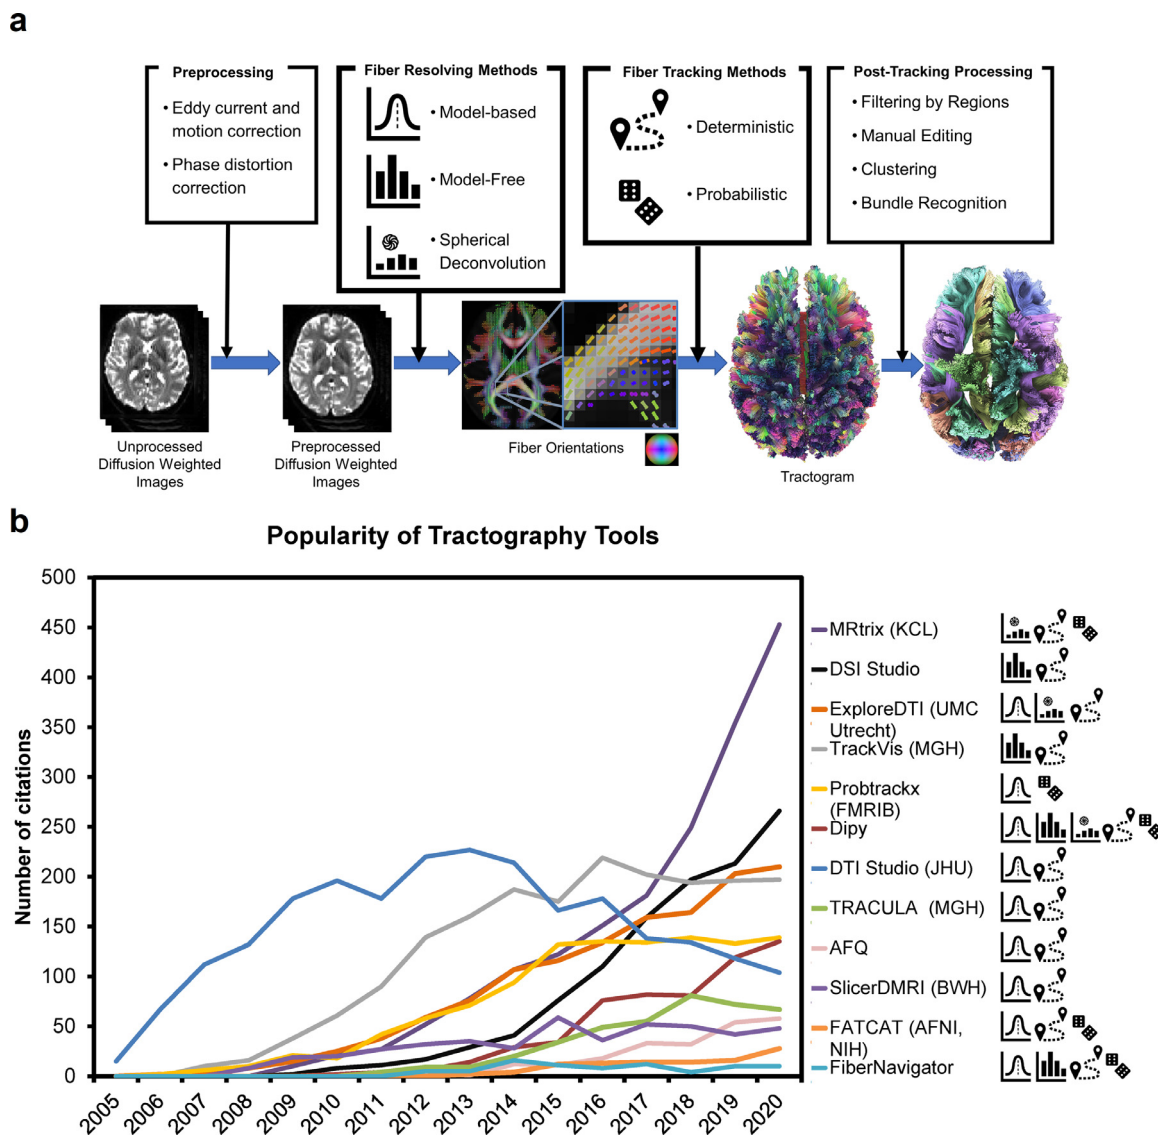 a
Preprocessing
• Eddy current and
motion correction
• Phase distortion
correction
Fiber Resolving Methods
• Model-based
• Model-Free
• Spherical
Deconvolution
Fiber Tracking Methods
• Deterministic
• Probabilistic
Post-Tracking Processing
• Filtering by Regions
• Manual Editing
• Clustering
• Bundle Recognition
Unprocessed
Diffusion Weighted
Images
Preprocessed
Diffusion Weighted
Images
Fiber Orientations
Tractogram
b
Popularity of Tractography Tools
Number of citations
500
450
400
350
300
250
200
150
100
50
0
2005
2006
2007
2008
2009
2010
2011
2012
2013
2014
2015
2016
2017
2018
2019
2020
MRtrix (KCL)
DSI Studio
ExploreDTI (UMC
Utrecht)
TrackVis (MGH)
Probtrackx
(FMRIB)
Dipy
DTI Studio (JHU)
TRACULA (MGH)
AFQ
SlicerDMRI (BWH)
FATCAT (AFNI,
NIH)
FiberNavigator